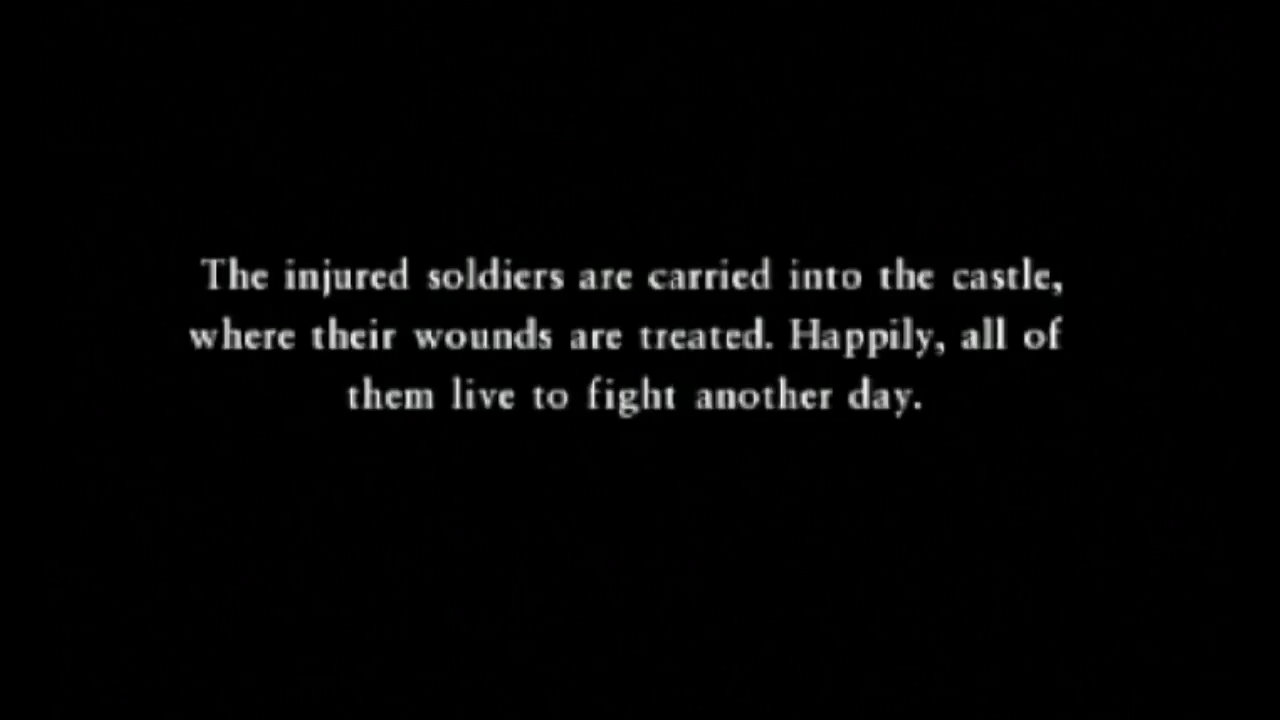 The injured soldiers are carried into the castle,
where their wounds are treated. Happily, all of
them live to fight another day.